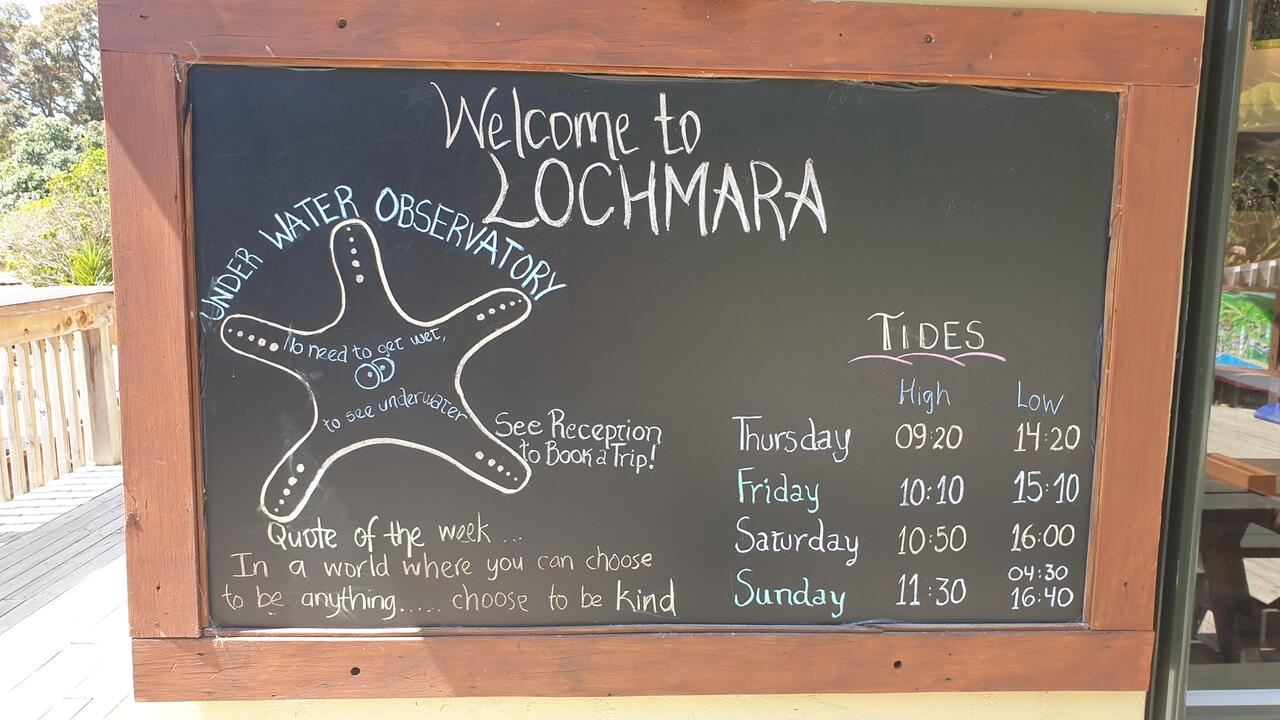 Welcome to
LOCHMARA
UNDER WATER OBSERVATORY
No need to get wet,
to see underwater
See Reception
to Book a Trip!
Quote of the week ...
In a world where you can choose
to be anything..... choose to be kind
TIDES
High Low
Thursday 09:20 14:20
Friday 10:10 15:10
Saturday 10:50 16:00
Sunday 11:30 04:30
16:40